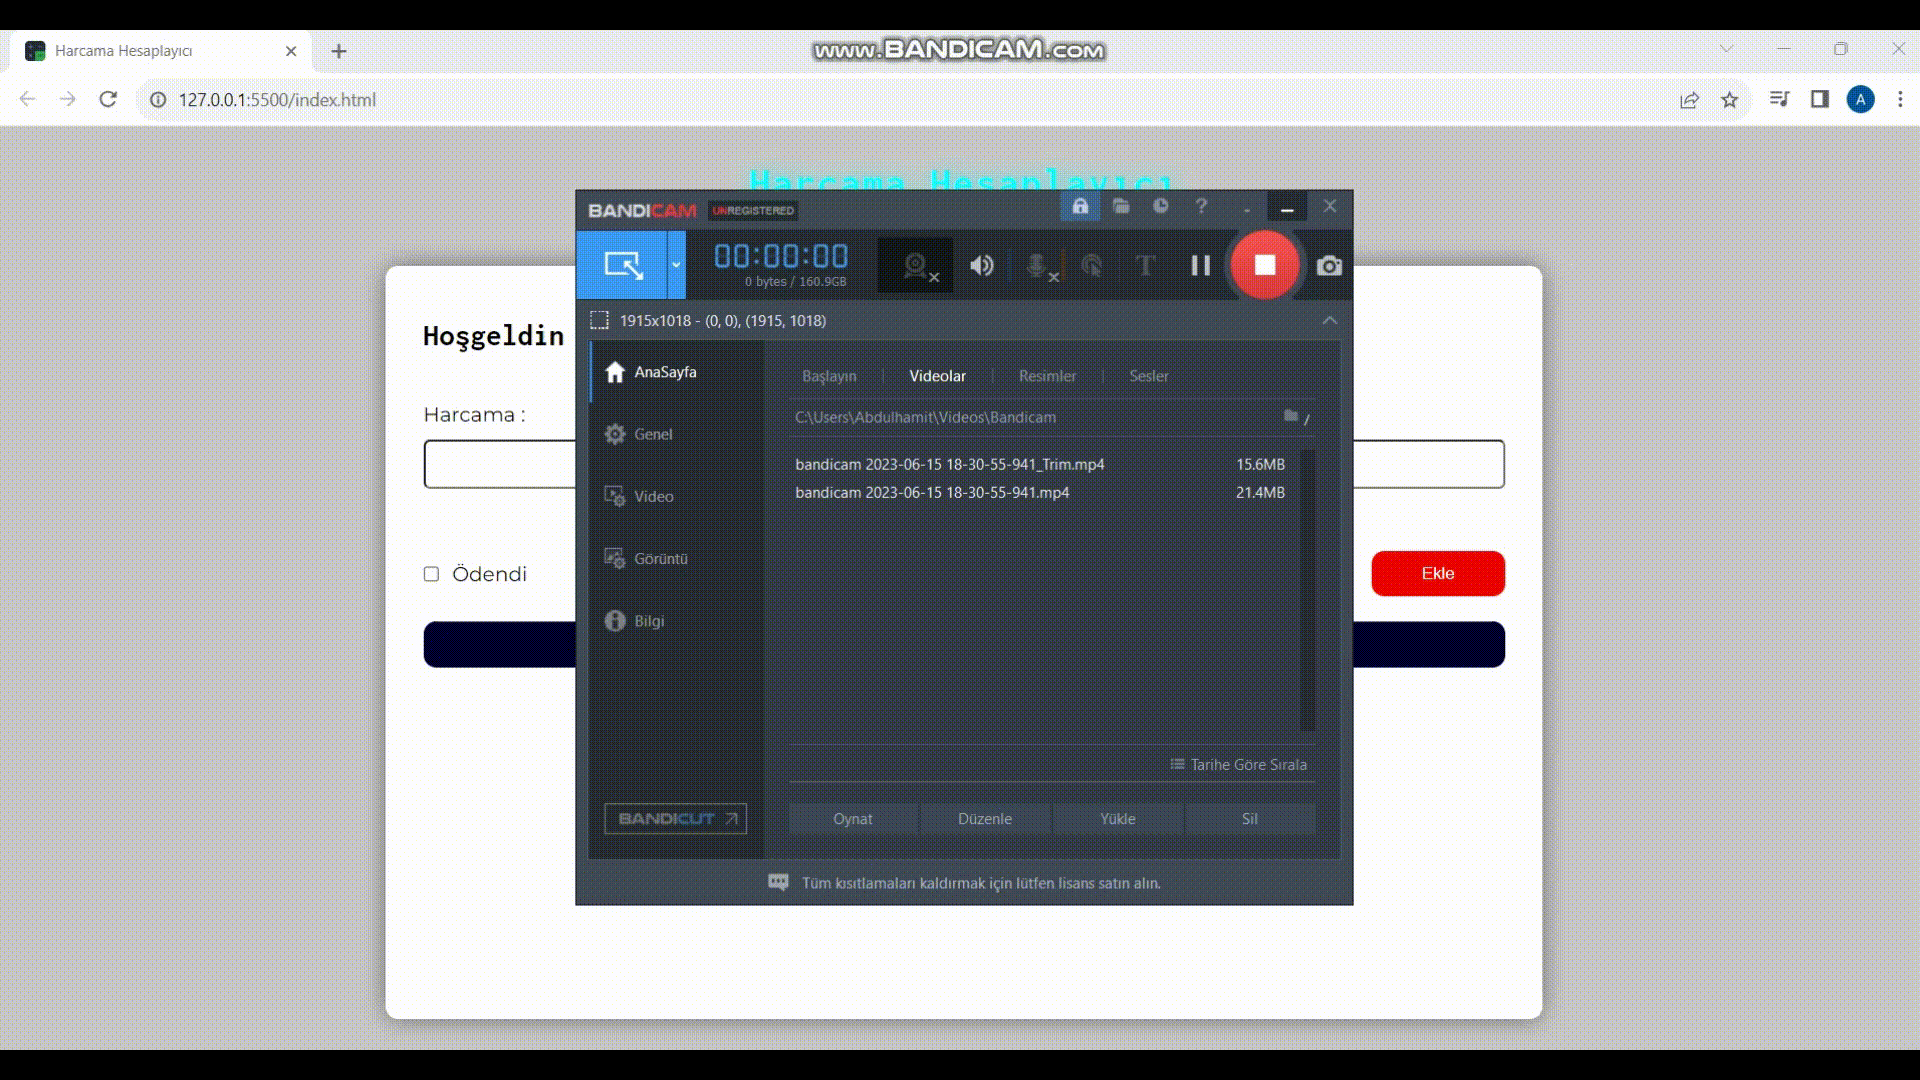 Harcama Hesaplayıcı
www.BANDICAM.com
127.0.0.1:5500/index.html
A
Harcama Hesaplayıcı
BANDICAM UNREGISTERED
00:00:00
0 bytes / 160.9GB
1915x1018 - (0, 0), (1915, 1018)
Hoşgeldin
AnaSayfa
Başlayın
Videolar
Resimler
Sesler
Harcama :
C:\Users\Abdulhamit\Videos\Bandicam
Genel
bandicam 2023-06-15 18-30-55-941_Trim.mp4 15.6MB
bandicam 2023-06-15 18-30-55-941.mp4 21.4MB
Video
Görüntü
Ödendi
Ekle
Bilgi
Tarihe Göre Sırala
BANDICUT
Oynat
Düzenle
Yükle
Sil
Tüm kısıtlamaları kaldırmak için lütfen lisans satın alın.